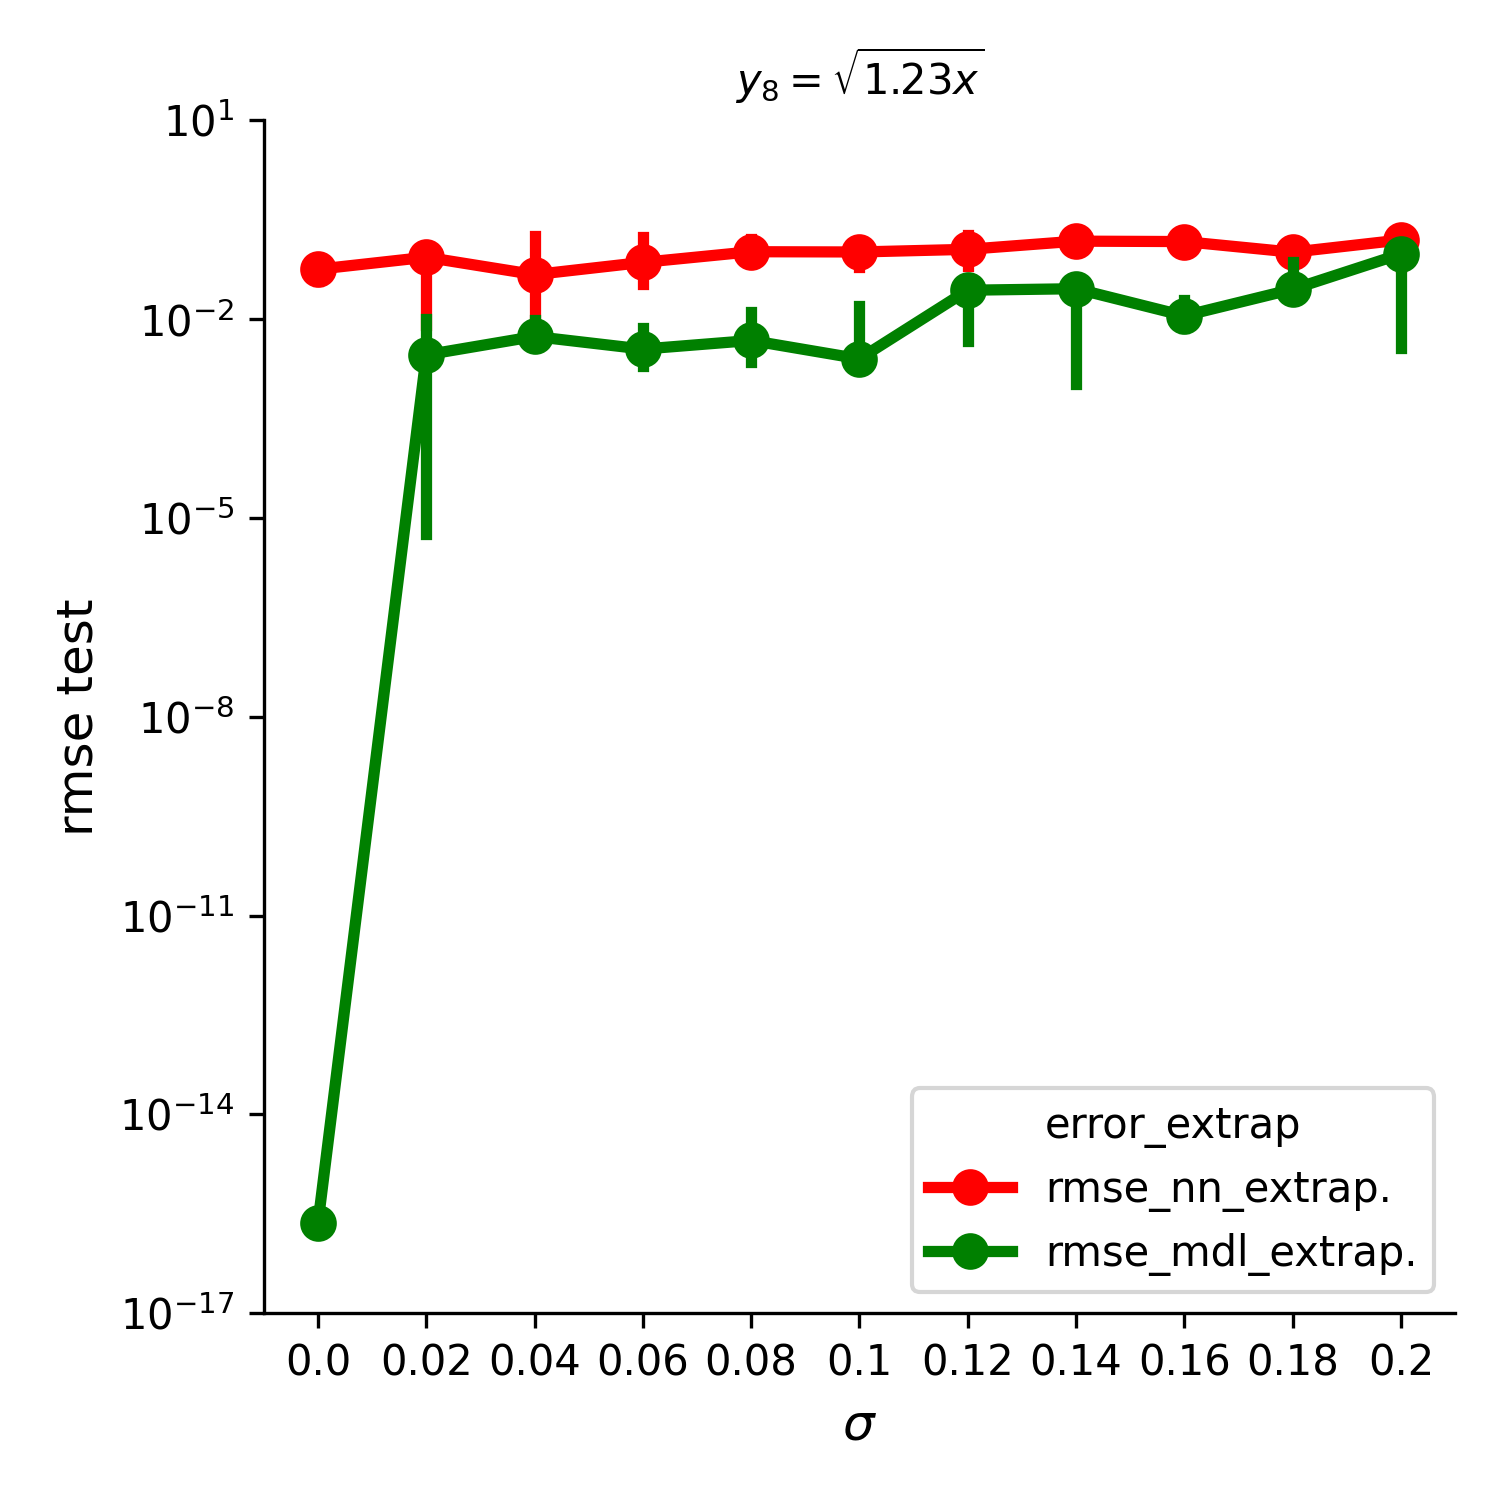 y₈ = √1.23x
10¹
10⁻²
10⁻⁵
10⁻⁸
10⁻¹¹
10⁻¹⁴
10⁻¹⁷
rmse test
error_extrap
rmse_nn_extrap.
rmse_mdl_extrap.
0.0 0.02 0.04 0.06 0.08 0.1 0.12 0.14 0.16 0.18 0.2
σ